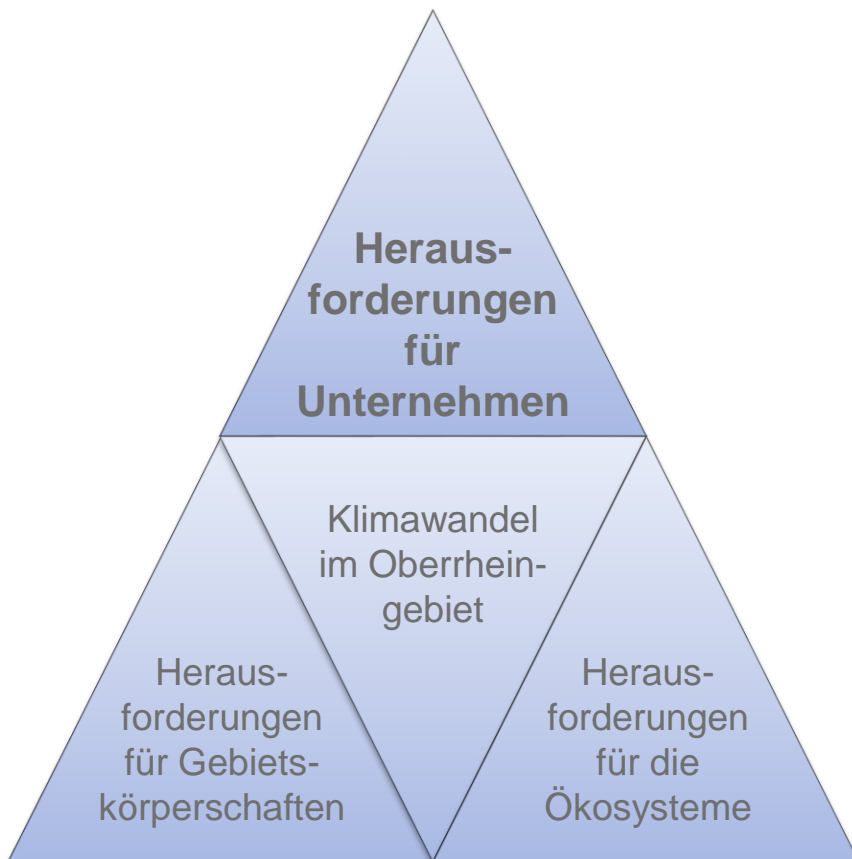 Heraus-
forderungen
für
Unternehmen
Klimawandel
im Oberrhein-
gebiet
Heraus-
forderungen
für Gebiets-
körperschaften
Heraus-
forderungen
für die
Ökosysteme